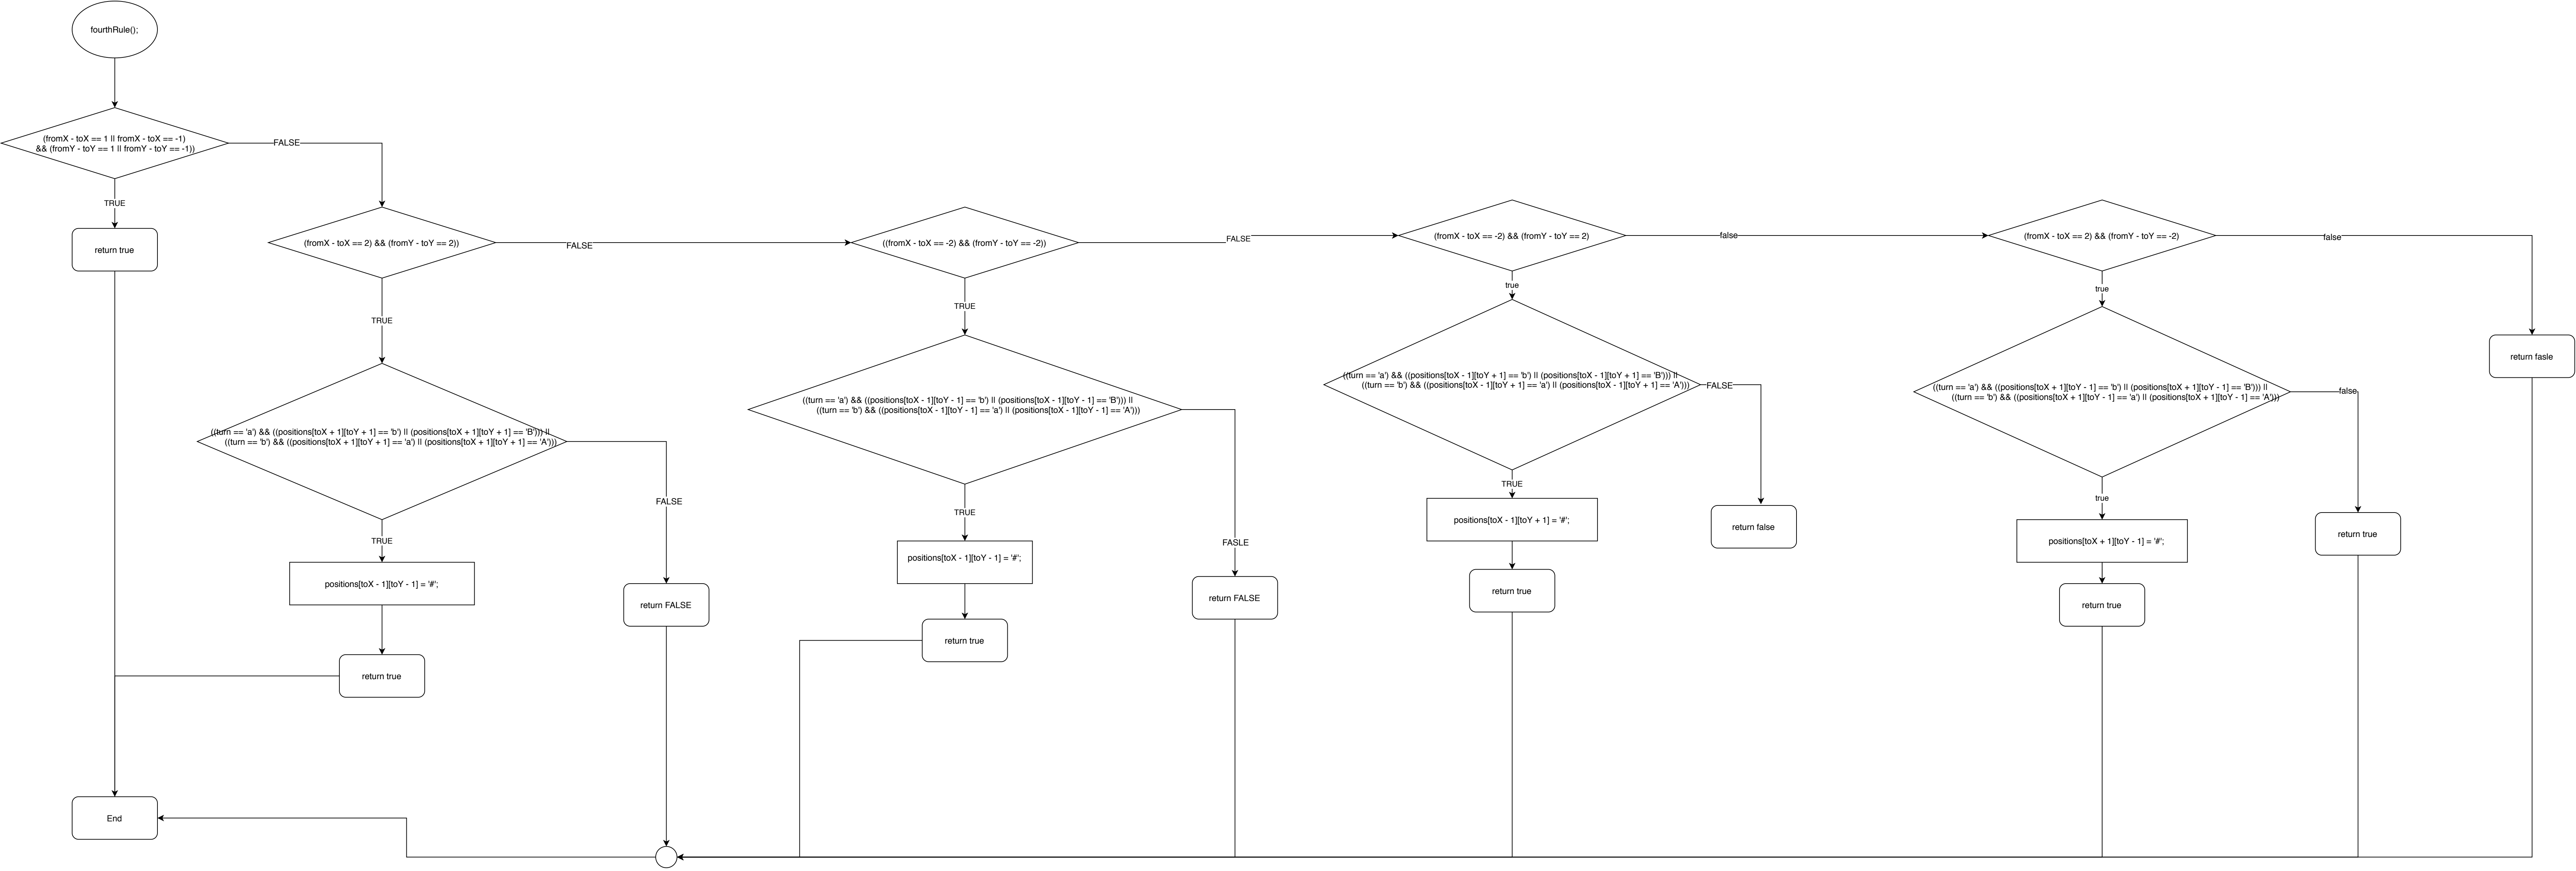 fourthRule();
(fromX - toX == 1 || fromX - toX == -1)
&& (fromY - toY == 1 || fromY - toY == -1))
FALSE
TRUE
return true
(fromX - toX == 2) && (fromY - toY == 2))
FALSE
((fromX - toX == -2) && (fromY - toY == -2))
FALSE
(fromX - toX == -2) && (fromY - toY == 2)
false
(fromX - toX == 2) && (fromY - toY == -2)
false
TRUE
TRUE
true
true
return fasle
((turn == 'a') && ((positions[toX + 1][toY + 1] == 'b') || (positions[toX + 1][toY + 1] == 'B'))) ||
((turn == 'b') && ((positions[toX + 1][toY + 1] == 'a') || (positions[toX + 1][toY + 1] == 'A')))
FALSE
TRUE
positions[toX - 1][toY - 1] = '#';
return true
return FALSE
((turn == 'a') && ((positions[toX - 1][toY - 1] == 'b') || (positions[toX - 1][toY - 1] == 'B'))) ||
((turn == 'b') && ((positions[toX - 1][toY - 1] == 'a') || (positions[toX - 1][toY - 1] == 'A')))
TRUE
FASLE
positions[toX - 1][toY - 1] = '#';
return true
return FALSE
((turn == 'a') && ((positions[toX - 1][toY + 1] == 'b') || (positions[toX - 1][toY + 1] == 'B'))) ||
((turn == 'b') && ((positions[toX - 1][toY + 1] == 'a') || (positions[toX - 1][toY + 1] == 'A')))
FALSE
TRUE
positions[toX - 1][toY + 1] = '#';
return true
return false
((turn == 'a') && ((positions[toX + 1][toY - 1] == 'b') || (positions[toX + 1][toY - 1] == 'B'))) ||
((turn == 'b') && ((positions[toX + 1][toY - 1] == 'a') || (positions[toX + 1][toY - 1] == 'A')))
false
true
positions[toX + 1][toY - 1] = '#';
return true
return true
End